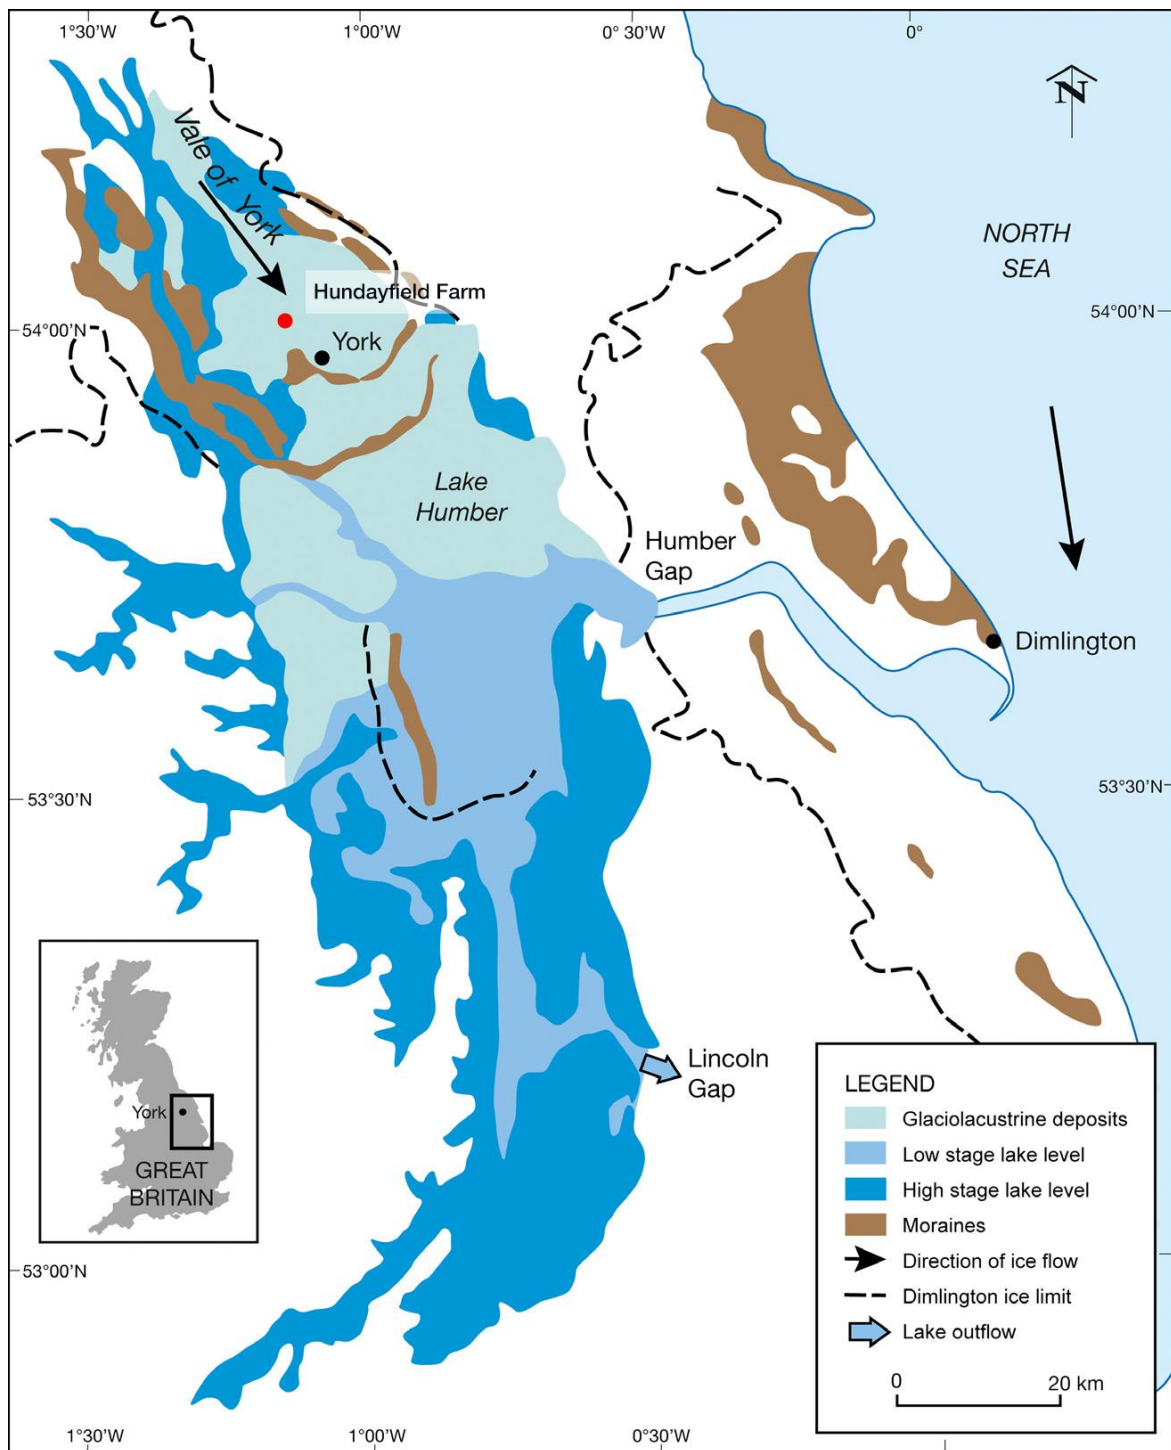 1°30'W
1°00'W
0° 30'W
0°
N
Vale of York
NORTH
SEA
Hundayfield Farm
54°00'N
54°00'N
York
Lake
Humber
Humber
Gap
Dimlington
53°30'N
53°30'N
Lincoln
Gap
York
GREAT
BRITAIN
LEGEND
Glaciolacustrine deposits
Low stage lake level
High stage lake level
Moraines
Direction of ice flow
Dimlington ice limit
Lake outflow
0
20 km
53°00'N
1°30'W
1°00'W
0°30'W